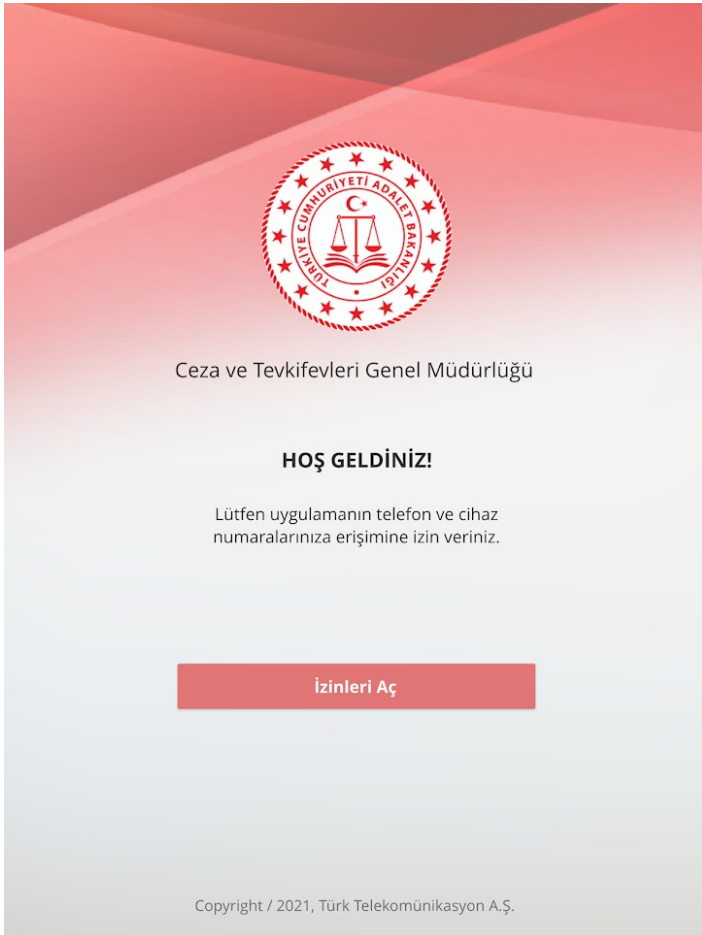 TÜRKİYE CUMHURİYETİ ADALET BAKANLIĞI
Ceza ve Tevkifevleri Genel Müdürlüğü
HOŞ GELDİNİZ!
Lütfen uygulamanın telefon ve cihaz
numaralarınıza erişimine izin veriniz.
İzinleri Aç
Copyright / 2021, Türk Telekomünikasyon A.Ş.